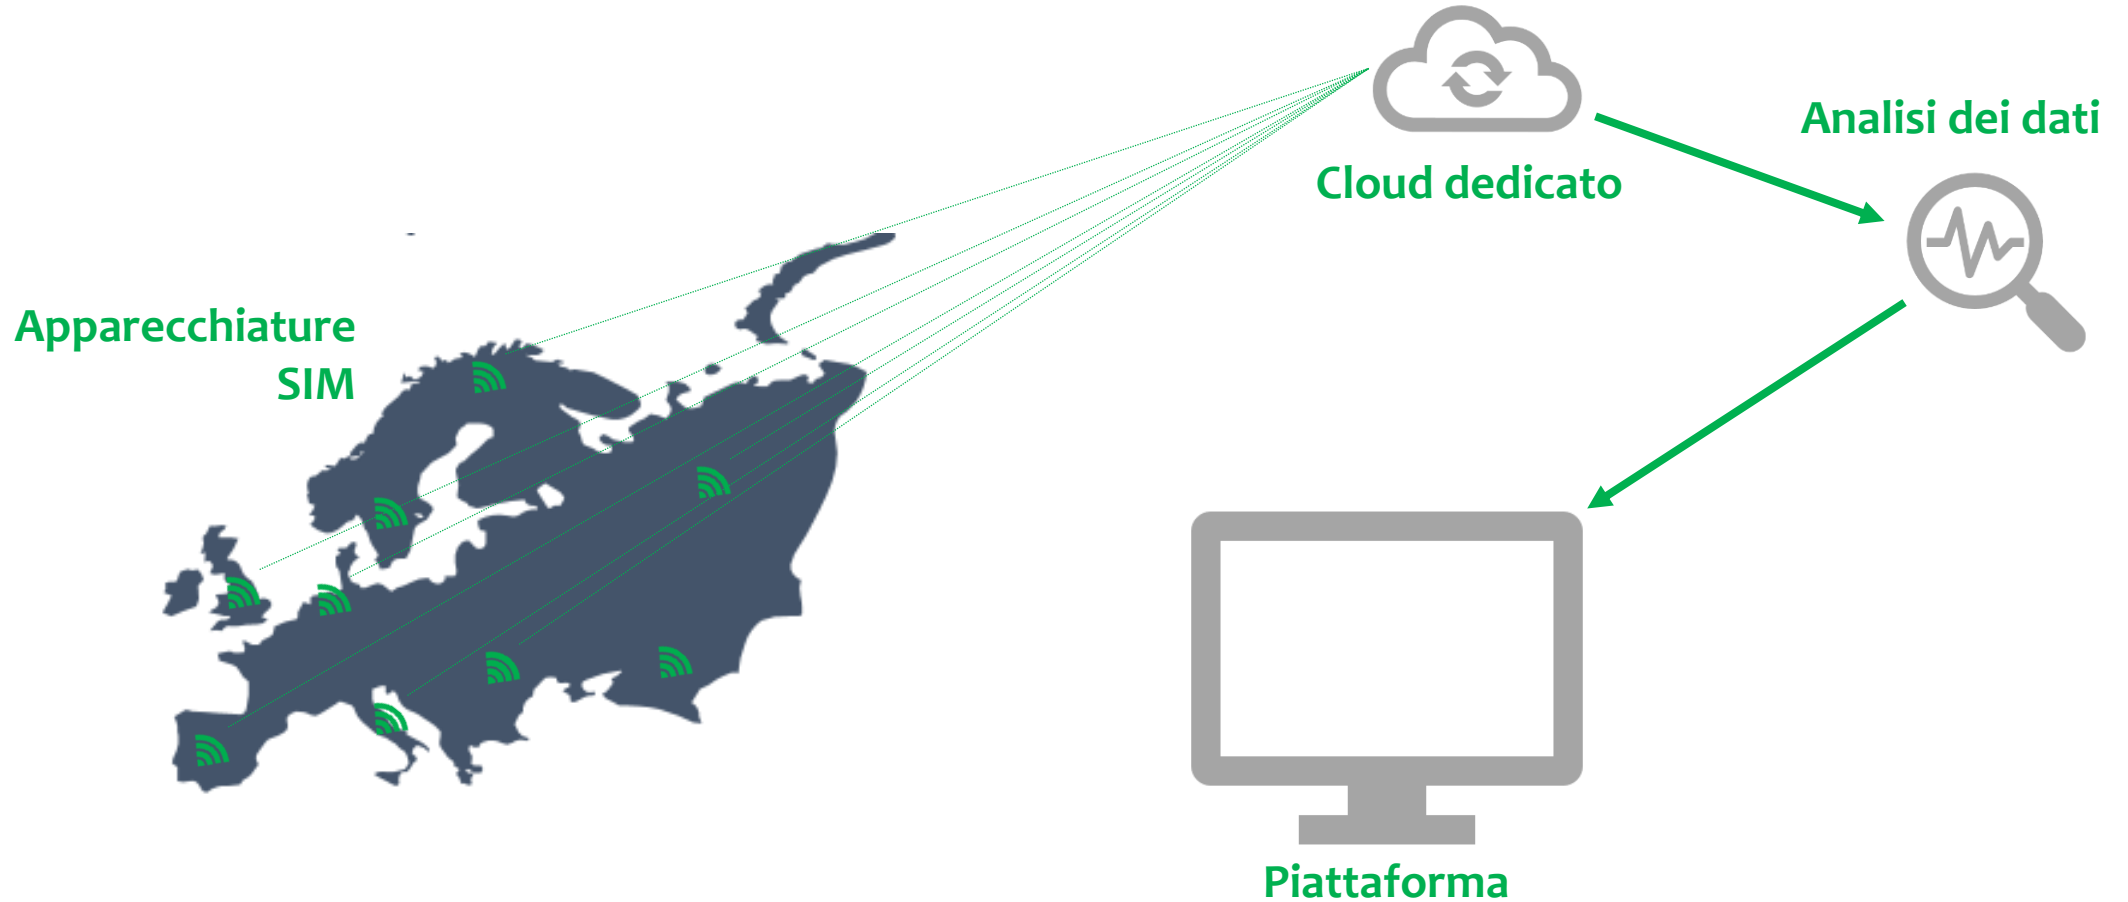 Apparecchiature
SIM
Cloud dedicato
Analisi dei dati
Piattaforma